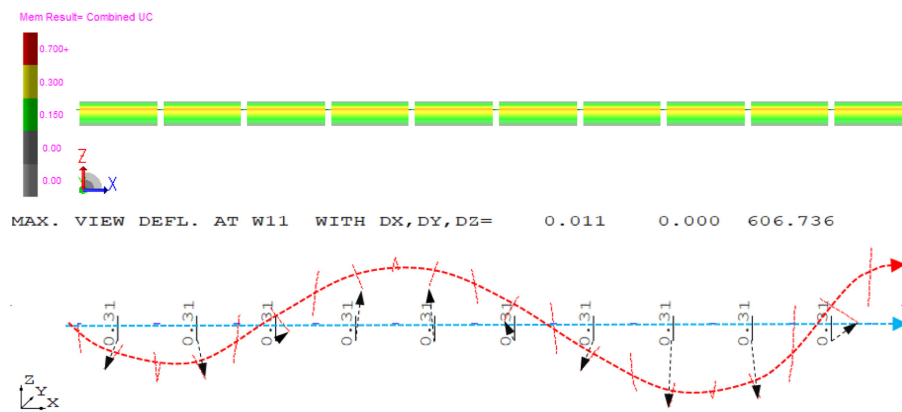 Mem Result= Combined UC
0.700+
0.300
0.150
0.00
0.00
Z
X
MAX. VIEW DEFL. AT W11 WITH DX,DY,DZ= 0.011 0.000 606.736
0.31 0.31 0.31 0.31 0.31 0.31 0.31 0.31 0.31 0.31
Z
Y
X